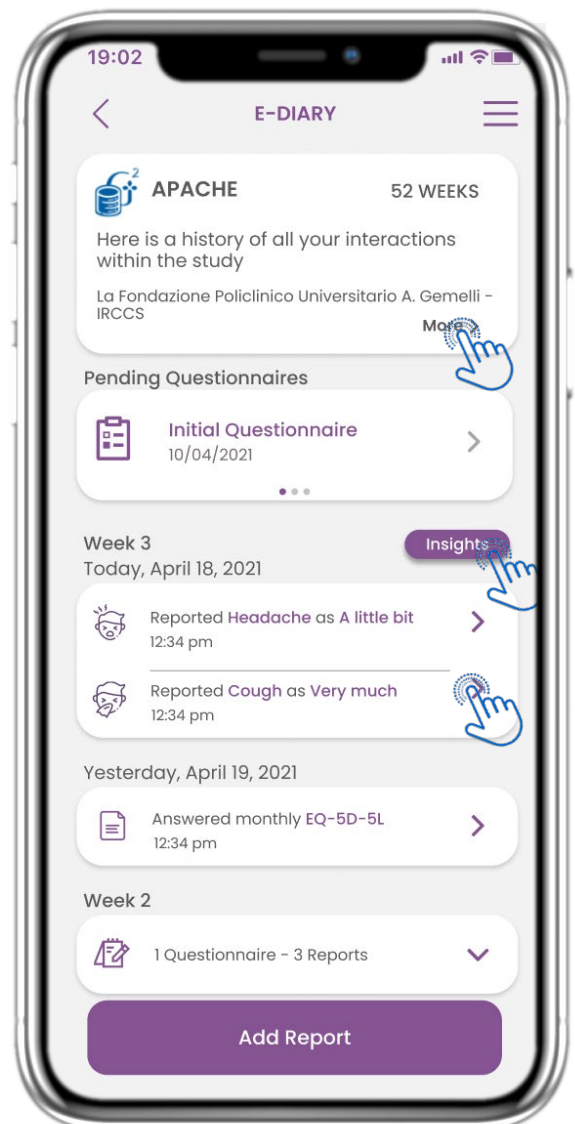 19:02
E-DIARY
2
APACHE
52 WEEKS
Here is a history of all your interactions
within the study
La Fondazione Policlinico Universitario A. Gemelli -
IRCCS
More
Pending Questionnaires
Initial Questionnaire
10/04/2021
Week 3
Insights
Today, April 18, 2021
Reported Headache as A little bit
12:34 pm
Reported Cough as Very much
12:34 pm
Yesterday, April 19, 2021
Answered monthly EQ-5D-5L
12:34 pm
Week 2
1 Questionnaire - 3 Reports
Add Report